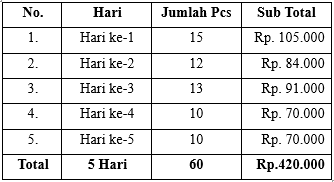 No. Hari Jumlah Pcs Sub Total
1. Hari ke-1 15 Rp. 105.000
2. Hari ke-2 12 Rp. 84.000
3. Hari ke-3 13 Rp. 91.000
4. Hari ke-4 10 Rp. 70.000
5. Hari ke-5 10 Rp. 70.000
Total 5 Hari 60 Rp.420.000